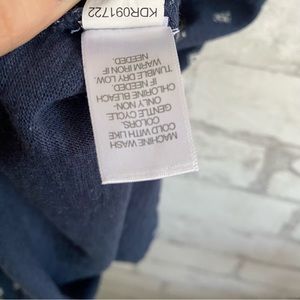 MACHINE WASH
COLD WITH LIKE
COLORS.
GENTLE CYCLE.
ONLY NON-
CHLORINE BLEACH
IF NEEDED.
TUMBLE DRY LOW.
WARM IRON IF
NEEDED.
KDR091722